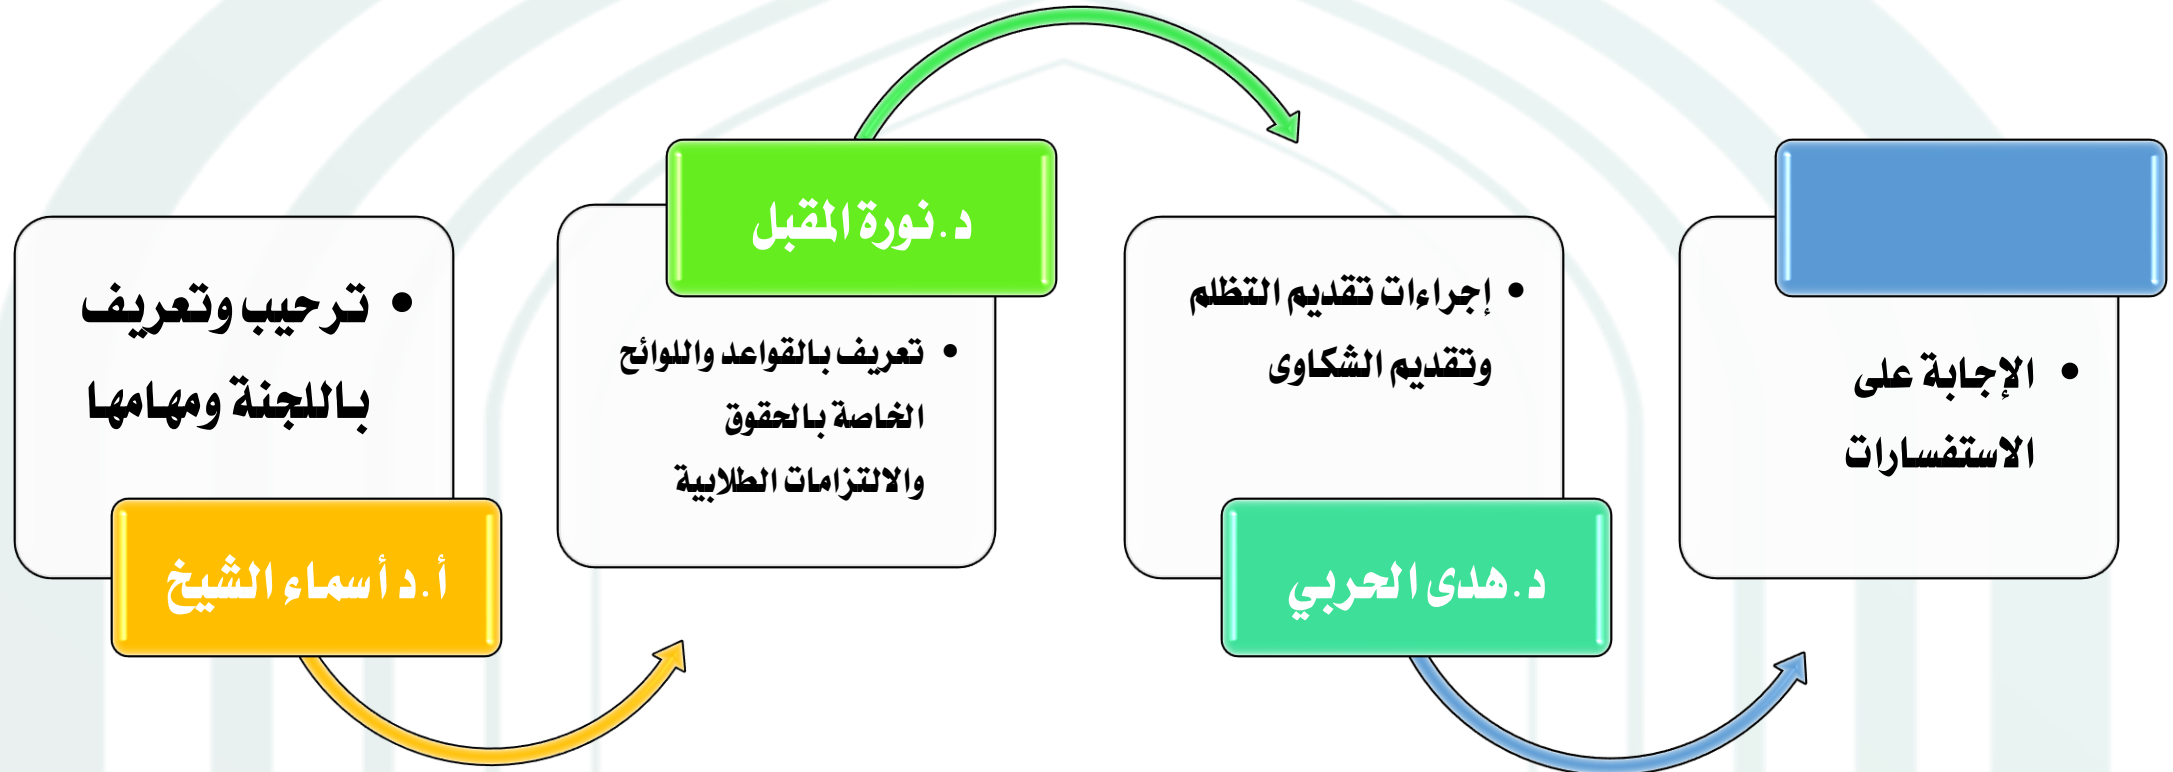 • ترحيب وتعريف
باللجنة ومهامها
أ.د أسماء الشيخ
د.نورة المقبل
• تعريف بالقواعد واللوائح
الخاصة بالحقوق
والالتزامات الطلابية
• إجراءات تقديم التظلم
وتقديم الشكاوى
د.هدى الحربي
• الإجابة على
الاستفسارات